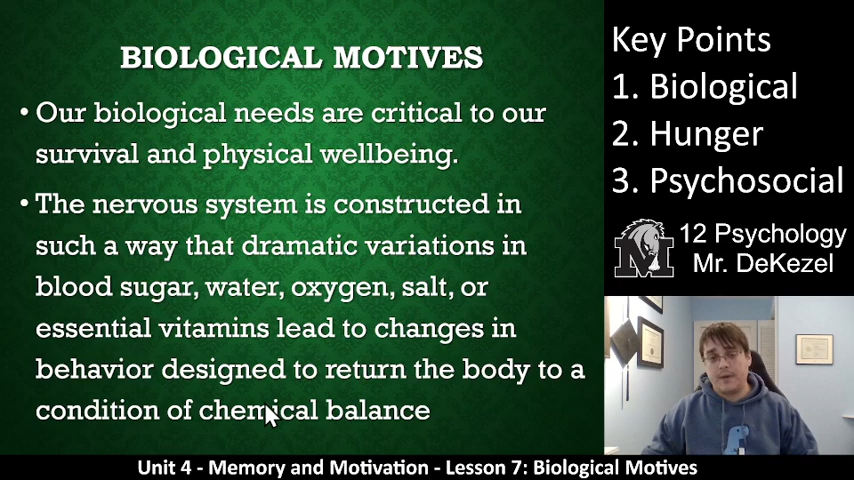 BIOLOGICAL MOTIVES
• Our biological needs are critical to our
survival and physical wellbeing.
• The nervous system is constructed in
such a way that dramatic variations in
blood sugar, water, oxygen, salt, or
essential vitamins lead to changes in
behavior designed to return the body to a
condition of chemical balance
Key Points
1. Biological
2. Hunger
3. Psychosocial
M
12 Psychology
Mr. DeKezel
Unit 4 - Memory and Motivation - Lesson 7: Biological Motives